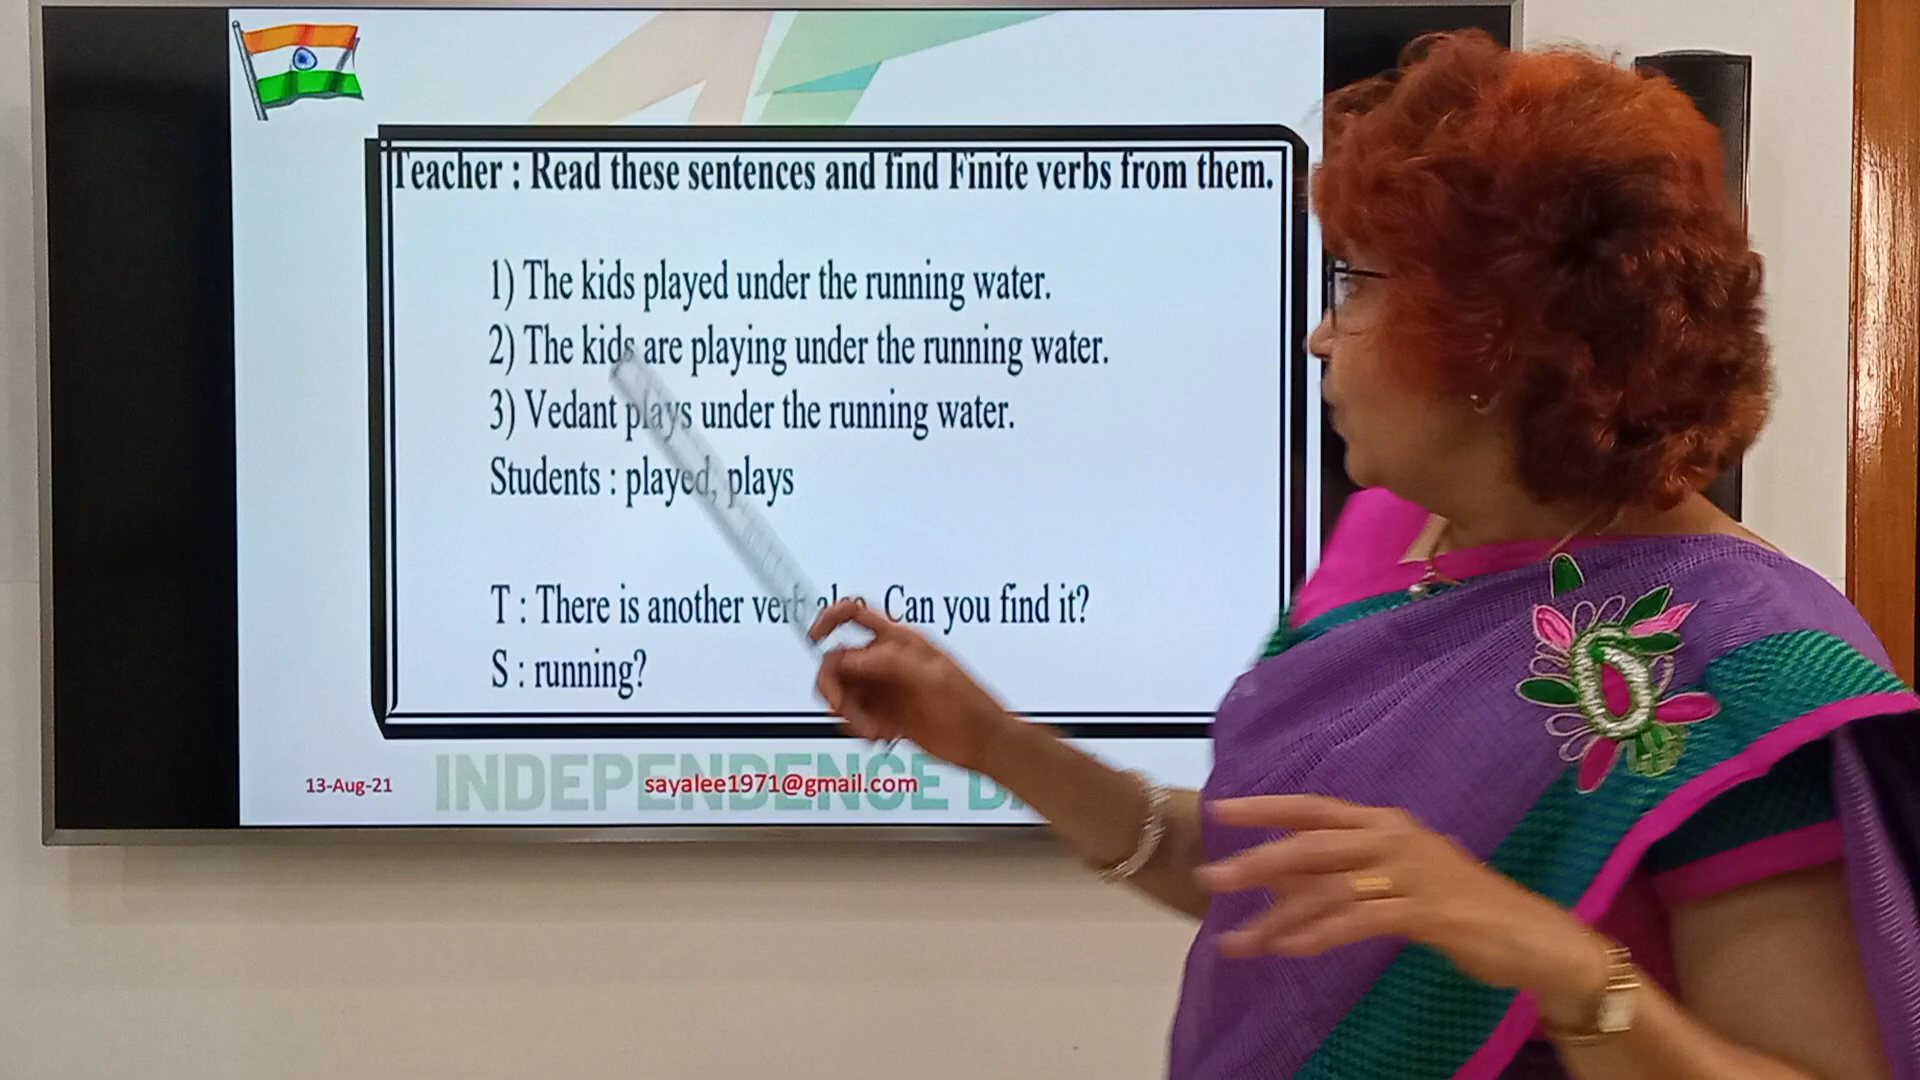 Teacher : Read these sentences and find Finite verbs from them.
1) The kids played under the running water.
2) The kids are playing under the running water.
3) Vedant plays under the running water.
Students : played, plays
T : There is another verb also. Can you find it?
S : running?
INDEPENDENCE
13-Aug-21
sayalee1971@gmail.com